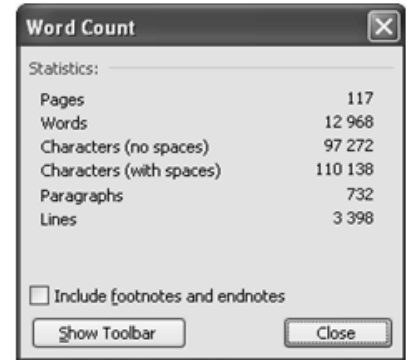 Word Count
Statistics:
Pages 117
Words 12 968
Characters (no spaces) 97 272
Characters (with spaces) 110 138
Paragraphs 732
Lines 3 398
Include footnotes and endnotes
Show Toolbar Close